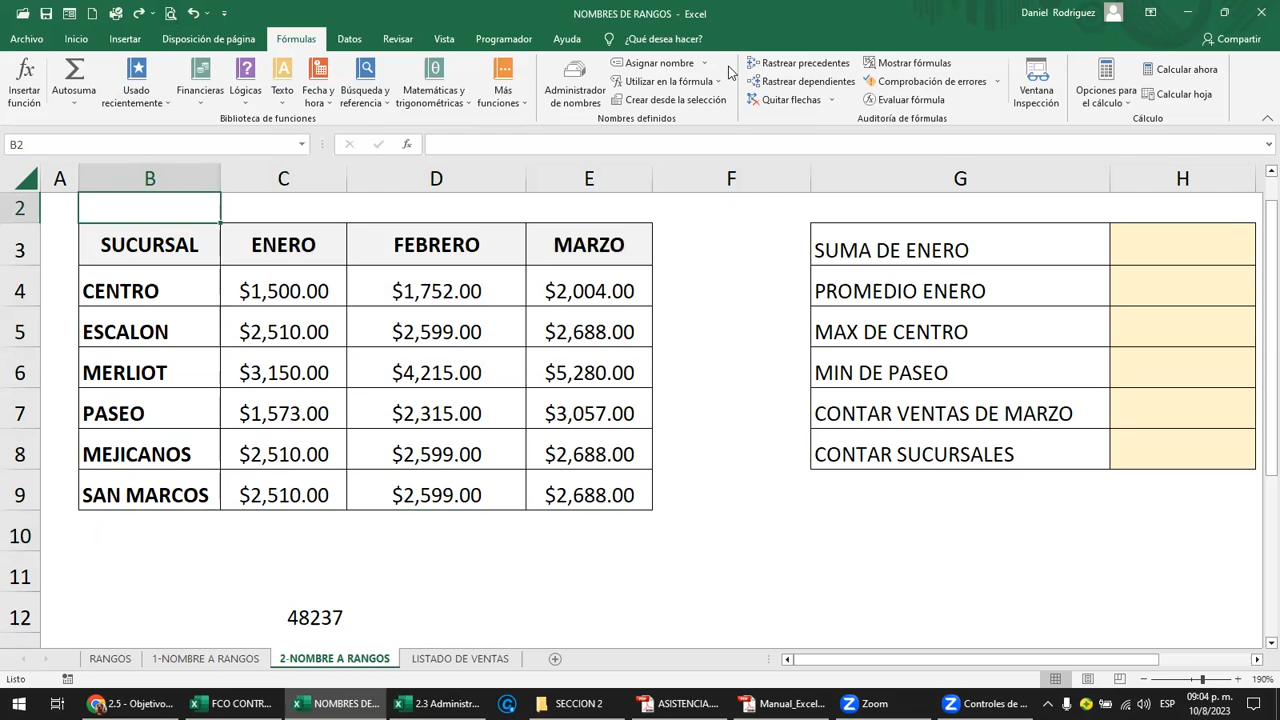 NOMBRES DE RANGOS - Excel
Daniel Rodriguez
Archivo Inicio Insertar Disposición de página Fórmulas Datos Revisar Vista Programador Ayuda ¿Qué desea hacer? Compartir
Insertar función
Autosuma
Usado recientemente
Financieras
Lógicas
Texto
Fecha y hora
Búsqueda y referencia
Matemáticas y trigonométricas
Más funciones
Biblioteca de funciones
Administrador de nombres
Asignar nombre
Utilizar en la fórmula
Crear desde la selección
Nombres definidos
Rastrear precedentes
Rastrear dependientes
Quitar flechas
Mostrar fórmulas
Comprobación de errores
Evaluar fórmula
Auditoría de fórmulas
Ventana Inspección
Opciones para el cálculo
Calcular ahora
Calcular hoja
Cálculo
B2 fx
A B C D E F G H
2
3 SUCURSAL ENERO FEBRERO MARZO SUMA DE ENERO
4 CENTRO $1,500.00 $1,752.00 $2,004.00 PROMEDIO ENERO
5 ESCALON $2,510.00 $2,599.00 $2,688.00 MAX DE CENTRO
6 MERLIOT $3,150.00 $4,215.00 $5,280.00 MIN DE PASEO
7 PASEO $1,573.00 $2,315.00 $3,057.00 CONTAR VENTAS DE MARZO
8 MEJICANOS $2,510.00 $2,599.00 $2,688.00 CONTAR SUCURSALES
9 SAN MARCOS $2,510.00 $2,599.00 $2,688.00
10
11
12 48237
RANGOS 1-NOMBRE A RANGOS 2-NOMBRE A RANGOS LISTADO DE VENTAS
Listo 190%
2.5 - Objetivo... FCO CONTR... NOMBRES DE... 2.3 Administr... SECCION 2 ASISTENCIA.... Manual_Exce... Zoom Controles de ... ESP 09:04 p. m.
10/8/2023